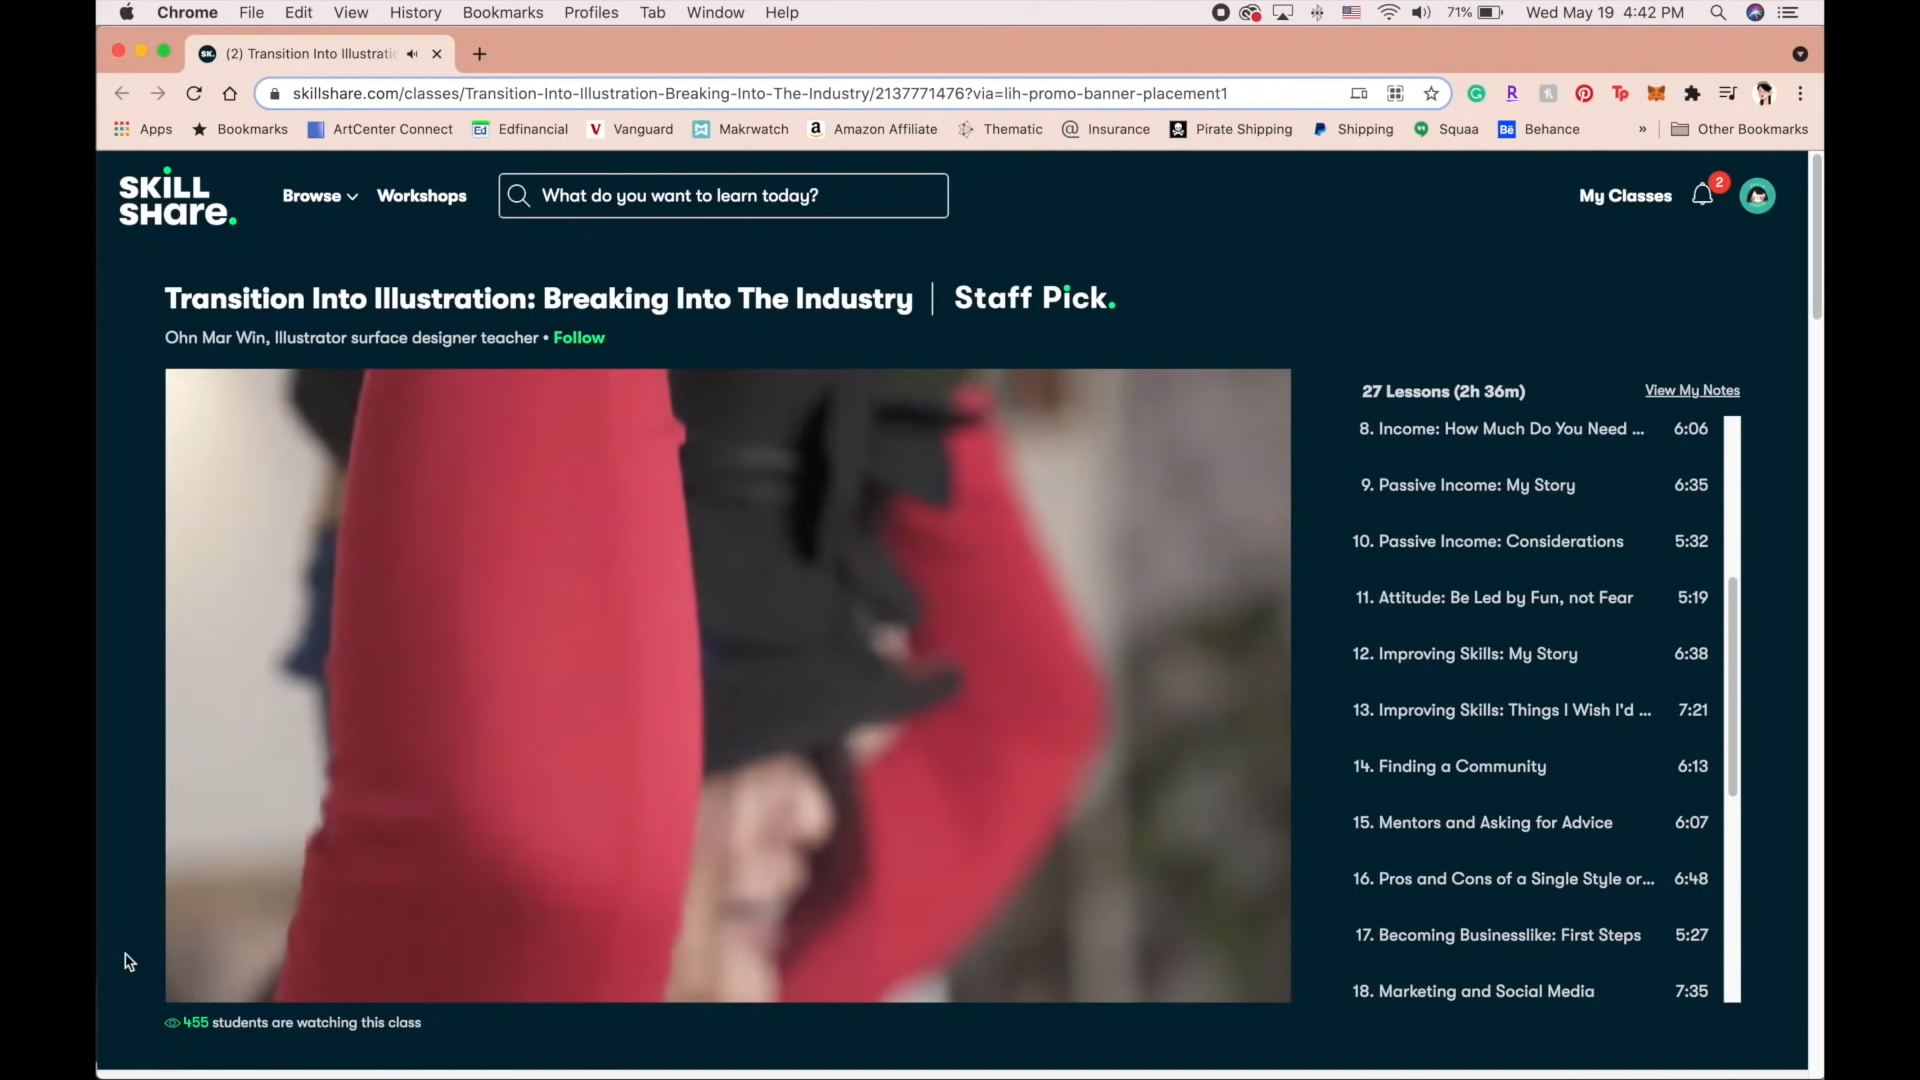 Chrome File Edit View History Bookmarks Profiles Tab Window Help 71% Wed May 19 4:42 PM
SK. (2) Transition Into Illustrati
skillshare.com/classes/Transition-Into-Illustration-Breaking-Into-The-Industry/2137771476?via=lih-promo-banner-placement1
Apps Bookmarks ArtCenter Connect Edfinancial Vanguard Makrwatch Amazon Affiliate Thematic Insurance Pirate Shipping Shipping Squaa Behance » Other Bookmarks
SKILL
SHARE.
Browse Workshops What do you want to learn today? My Classes 2
Transition Into Illustration: Breaking Into The Industry | Staff Pick.
Ohn Mar Win, Illustrator surface designer teacher • Follow
27 Lessons (2h 36m) View My Notes
8. Income: How Much Do You Need ... 6:06
9. Passive Income: My Story 6:35
10. Passive Income: Considerations 5:32
11. Attitude: Be Led by Fun, not Fear 5:19
12. Improving Skills: My Story 6:38
13. Improving Skills: Things I Wish I'd ... 7:21
14. Finding a Community 6:13
15. Mentors and Asking for Advice 6:07
16. Pros and Cons of a Single Style or... 6:48
17. Becoming Businesslike: First Steps 5:27
18. Marketing and Social Media 7:35
455 students are watching this class